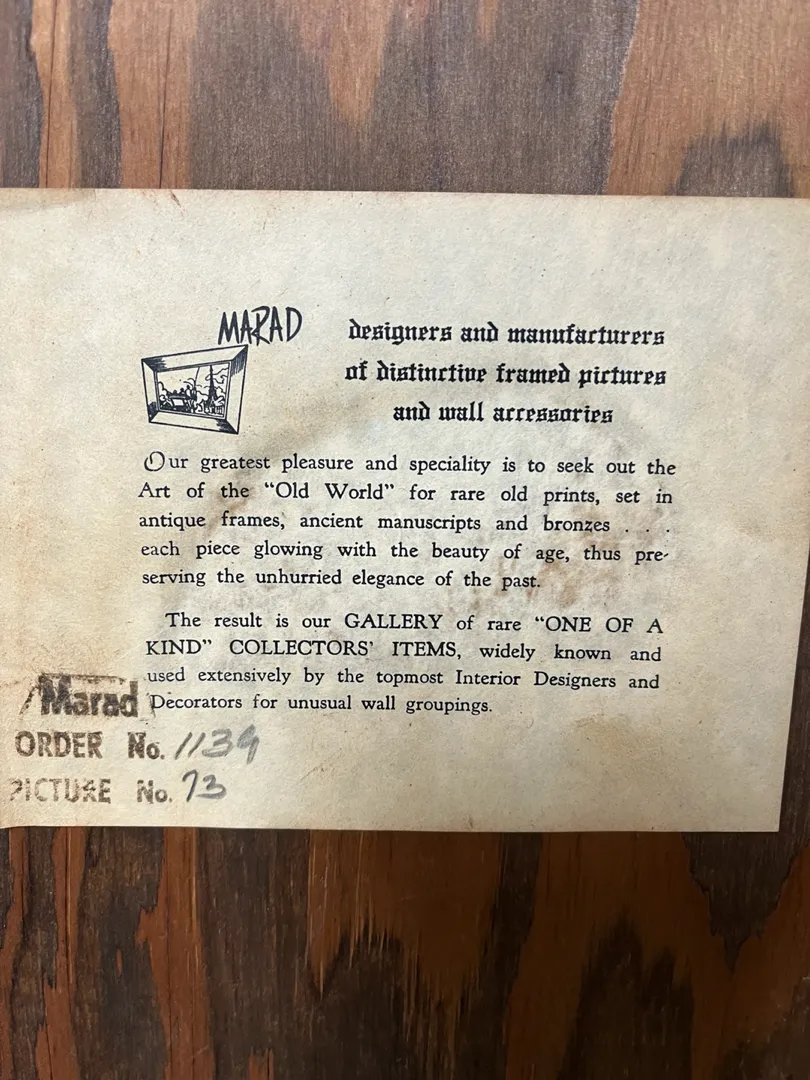 MARAD
designers and manufacturers
of distinctive framed pictures
and wall accessories
Our greatest pleasure and speciality is to seek out the
Art of the “Old World” for rare old prints, set in
antique frames, ancient manuscripts and bronzes . . .
each piece glowing with the beauty of age, thus pre-
serving the unhurried elegance of the past.
The result is our GALLERY of rare “ONE OF A
KIND” COLLECTORS’ ITEMS, widely known and
used extensively by the topmost Interior Designers and
Decorators for unusual wall groupings.
Marad
ORDER No. 1139
PICTURE No. 73